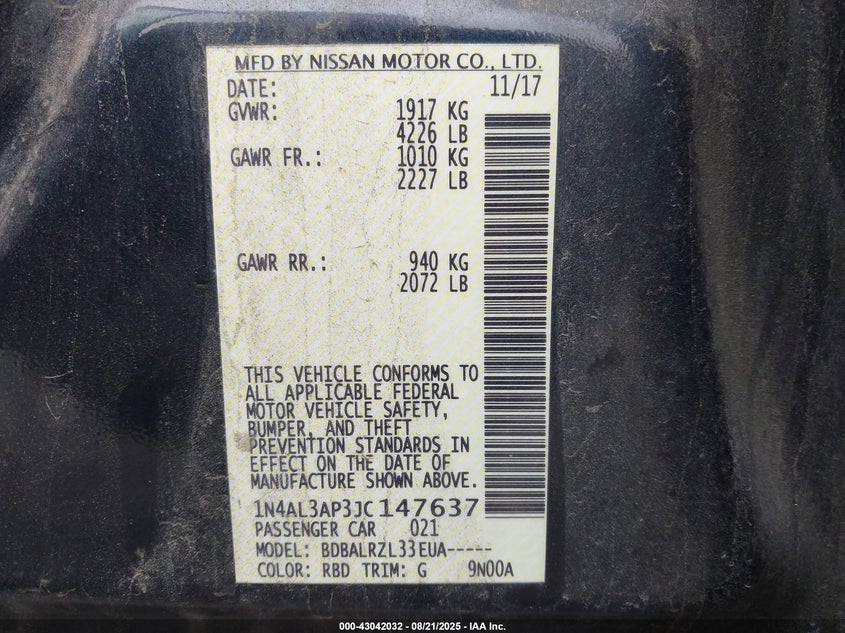 MFD BY NISSAN MOTOR CO., LTD.
DATE: 11/17
GVWR: 1917 KG
4226 LB
GAWR FR.: 1010 KG
2227 LB
GAWR RR.: 940 KG
2072 LB
THIS VEHICLE CONFORMS TO
ALL APPLICABLE FEDERAL
MOTOR VEHICLE SAFETY,
BUMPER, AND THEFT
PREVENTION STANDARDS IN
EFFECT ON THE DATE OF
MANUFACTURE SHOWN ABOVE.
1N4AL3AP3JC147637
PASSENGER CAR 021
MODEL: BDBALRZL33EUA-----
COLOR: RBD TRIM: G 9N00A
000-43042032 - 08/21/2025 - IAA Inc.